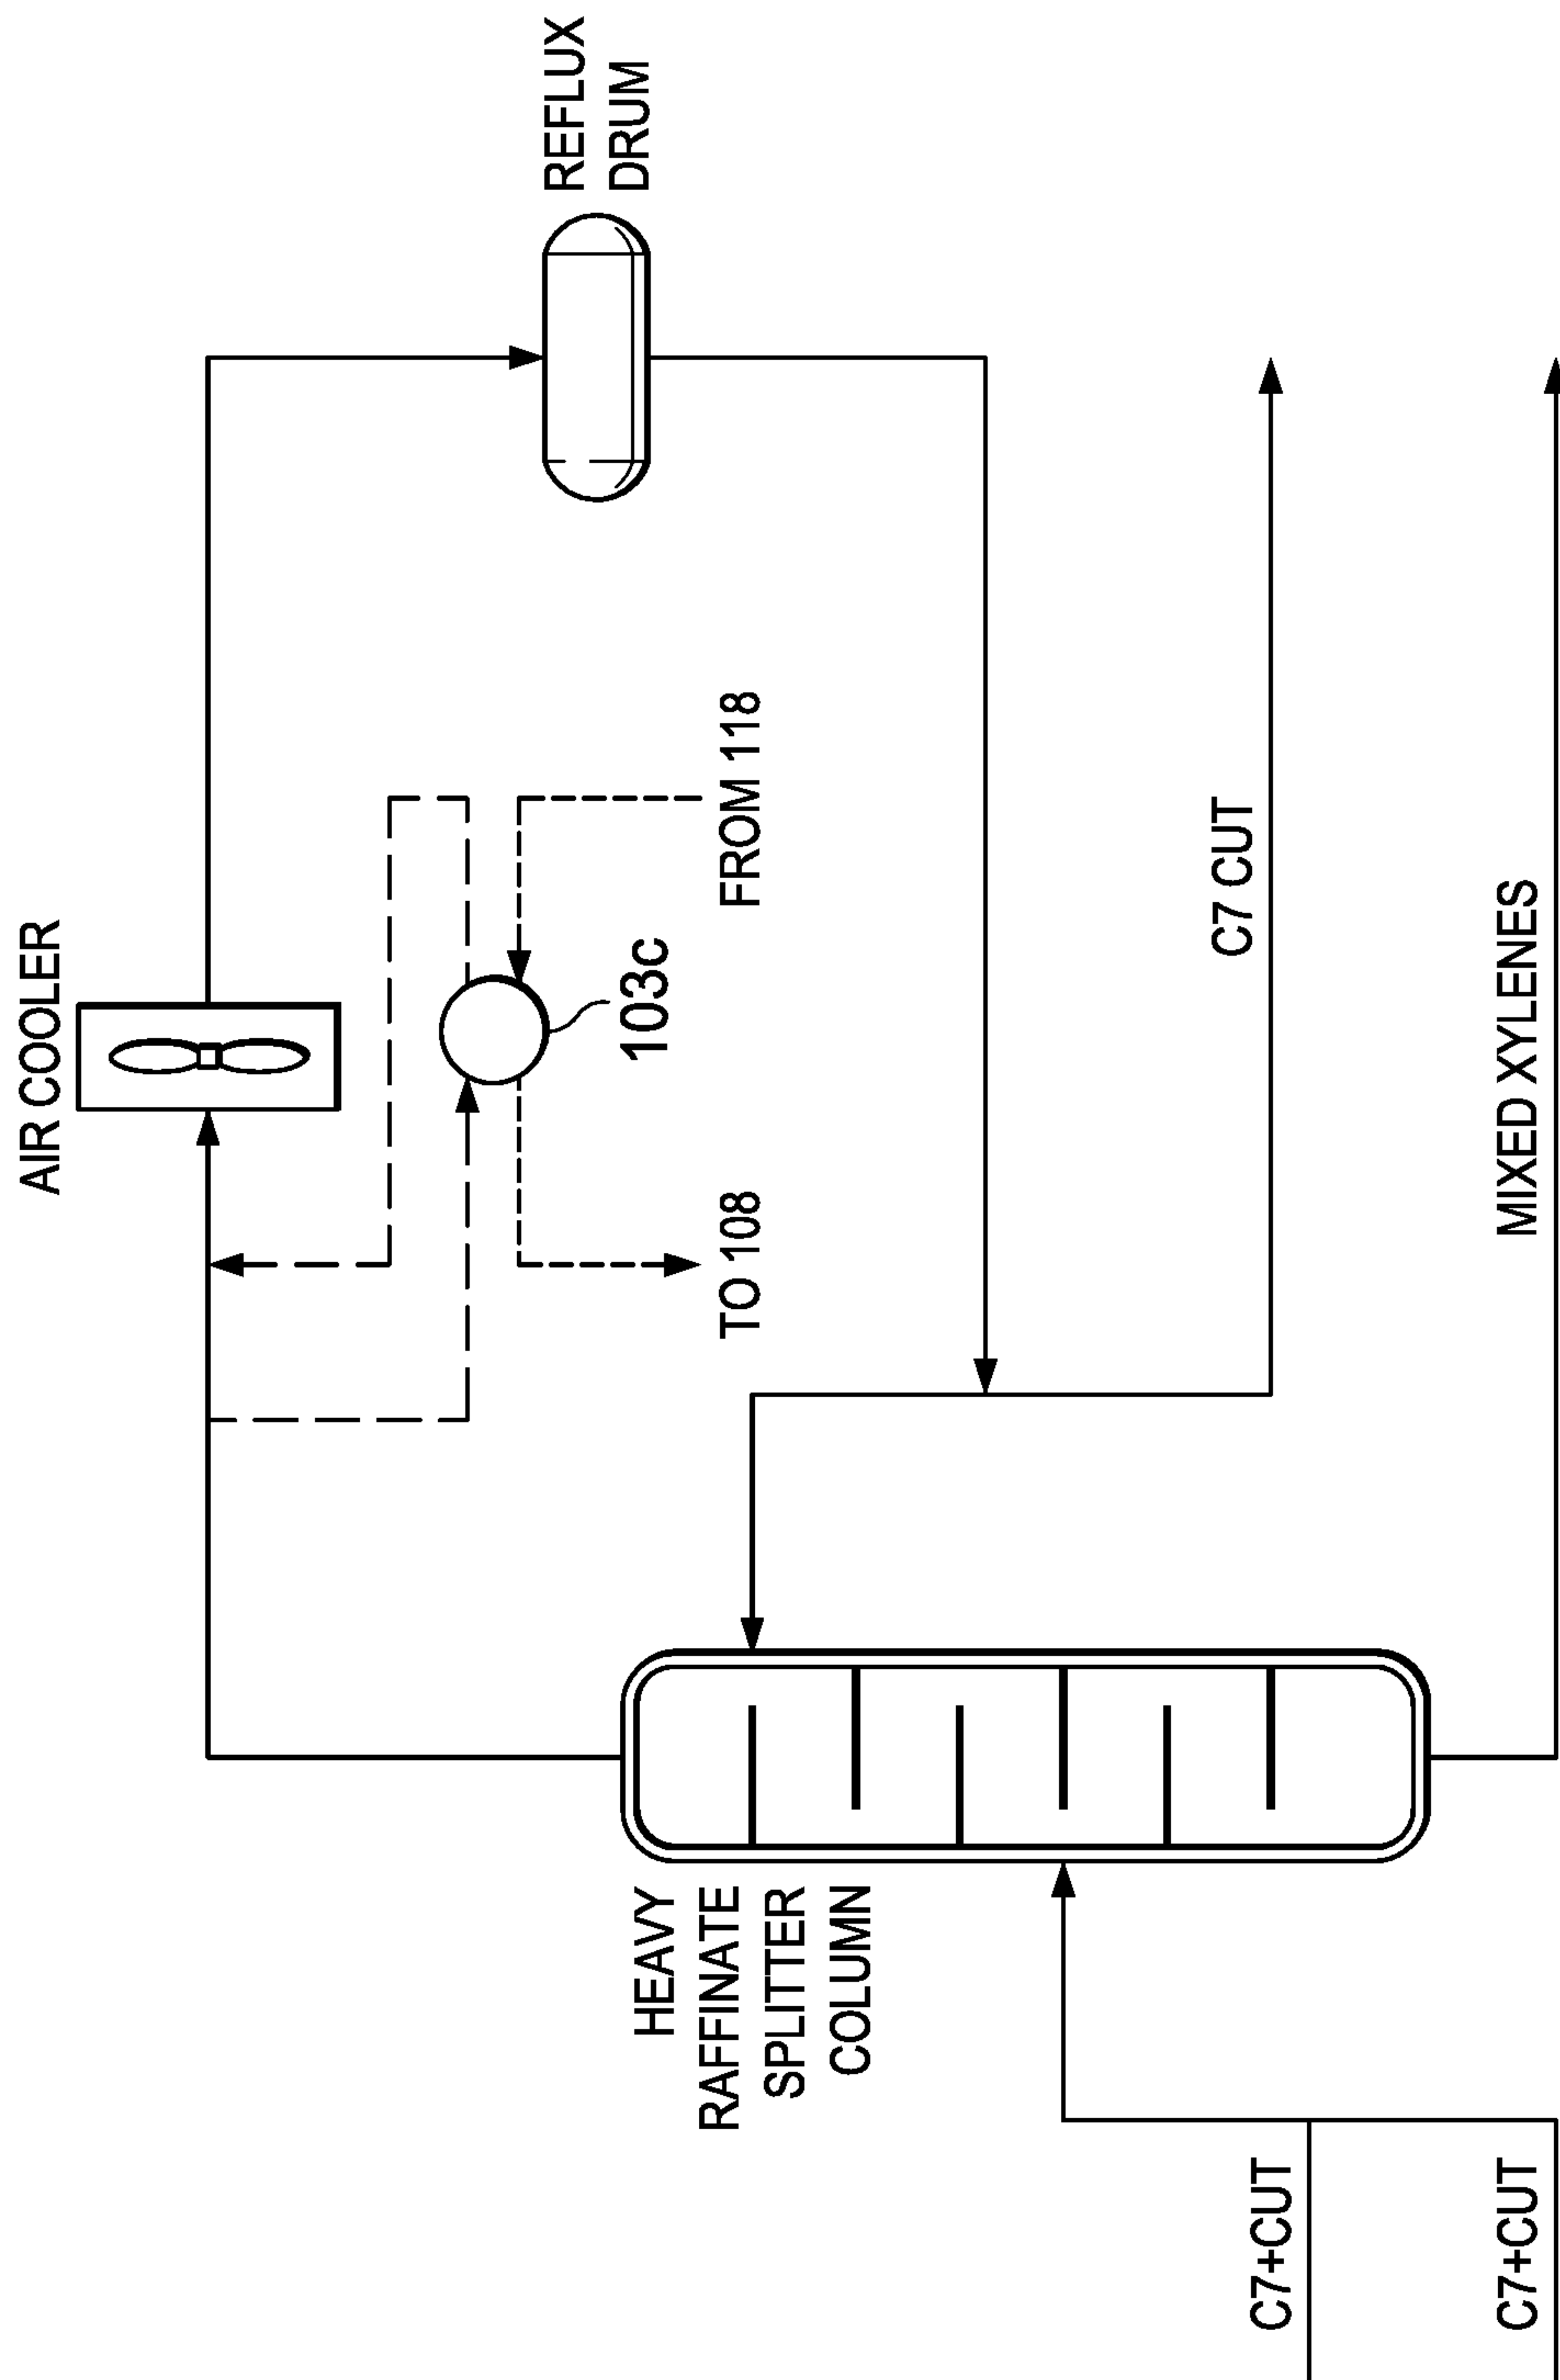 AIR COOLER
REFLUX
DRUM
103c
TO 108
FROM 118
HEAVY
RAFFINATE
SPLITTER
COLUMN
C7 CUT
C7+CUT
MIXED XYLENES
C7+CUT